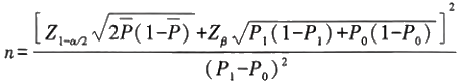 n = [Z_{1=α/2} √(2P̄(1-P̄)) + Z_β √(P_1(1-P_1)+P_0(1-P_0))]^2 / (P_1-P_0)^2